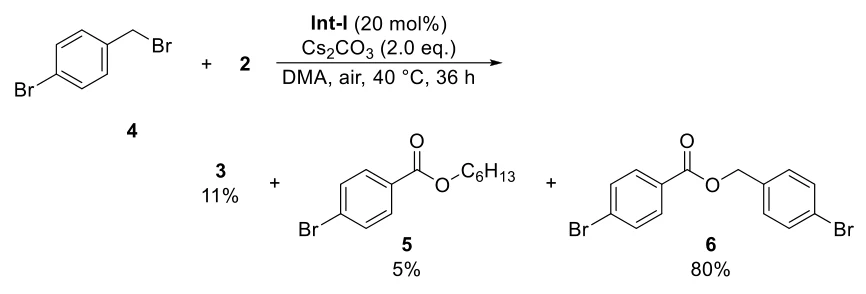 Int-I (20 mol%)
Cs₂CO₃ (2.0 eq.)
DMA, air, 40 °C, 36 h
Br
Br
4
+
2
3
11%
+
O
O
C₆H₁₃
Br
5
5%
+
O
O
Br
Br
6
80%